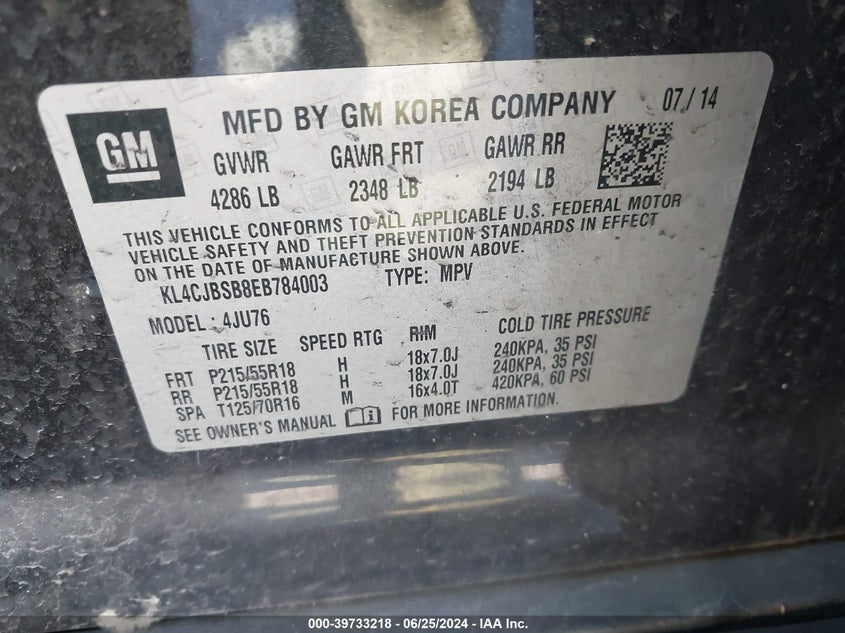 GM
MFD BY GM KOREA COMPANY 07/14
GVWR GAWR FRT GAWR RR
4286 LB 2348 LB 2194 LB
THIS VEHICLE CONFORMS TO ALL APPLICABLE U.S. FEDERAL MOTOR
VEHICLE SAFETY AND THEFT PREVENTION STANDARDS IN EFFECT
ON THE DATE OF MANUFACTURE SHOWN ABOVE.
KL4CJBSB8EB784003 TYPE: MPV
MODEL: 4JU76
TIRE SIZE SPEED RTG RIM COLD TIRE PRESSURE
FRT P215/55R18 H 18x7.0J 240KPA, 35 PSI
RR P215/55R18 H 18x7.0J 240KPA, 35 PSI
SPA T125/70R16 M 16x4.0T 420KPA, 60 PSI
SEE OWNER'S MANUAL FOR MORE INFORMATION.
000-39733218 - 06/25/2024 - IAA Inc.